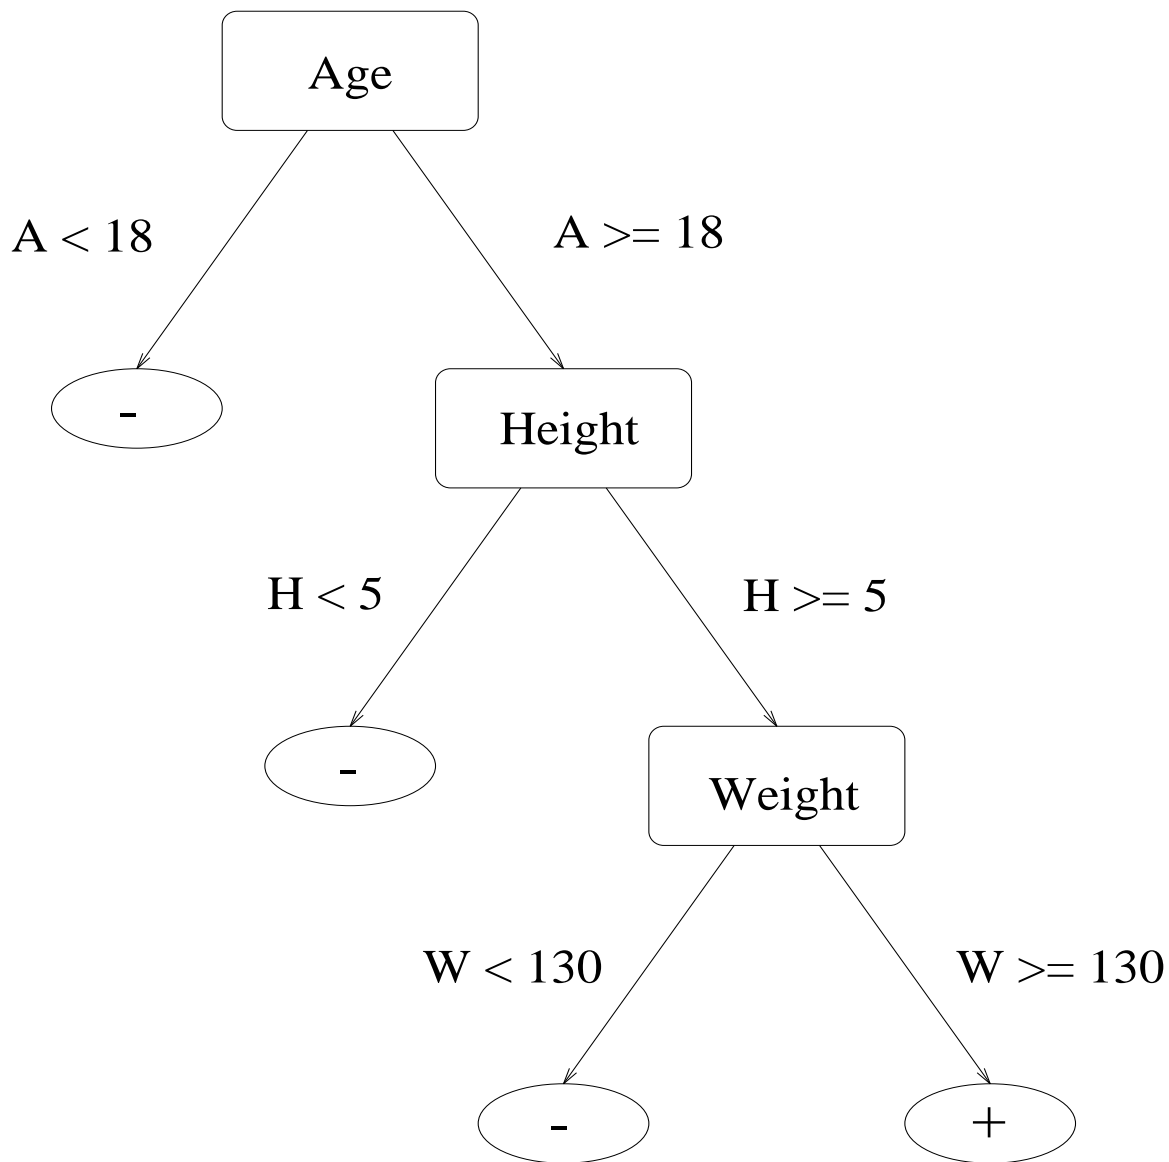 Age
A < 18
A >= 18
-
Height
H < 5
H >= 5
-
Weight
W < 130
W >= 130
-
+